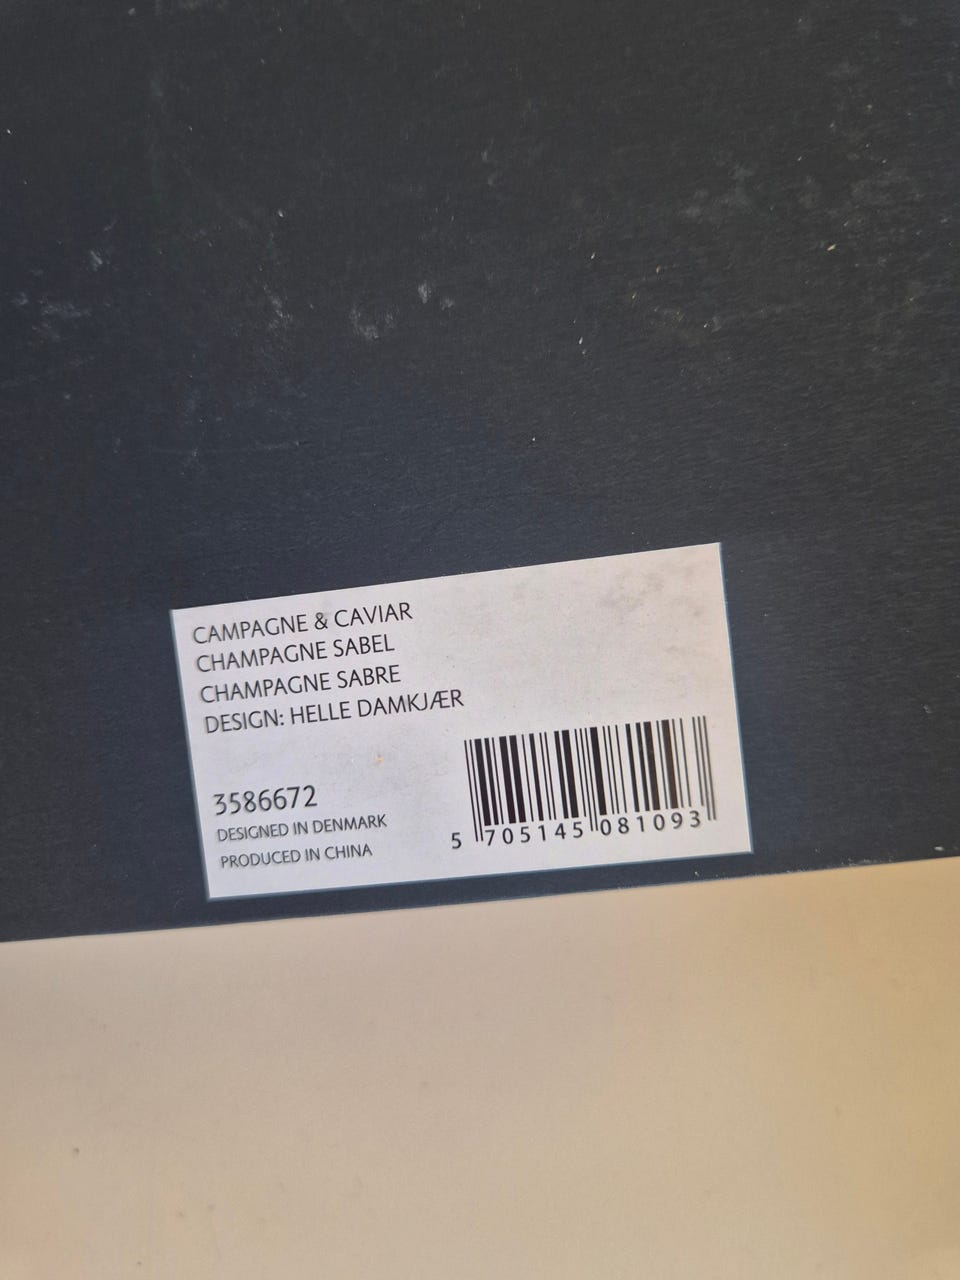 CAMPAGNE & CAVIAR
CHAMPAGNE SABEL
CHAMPAGNE SABRE
DESIGN: HELLE DAMKJÆR
3586672
DESIGNED IN DENMARK
PRODUCED IN CHINA
5 705145 081093